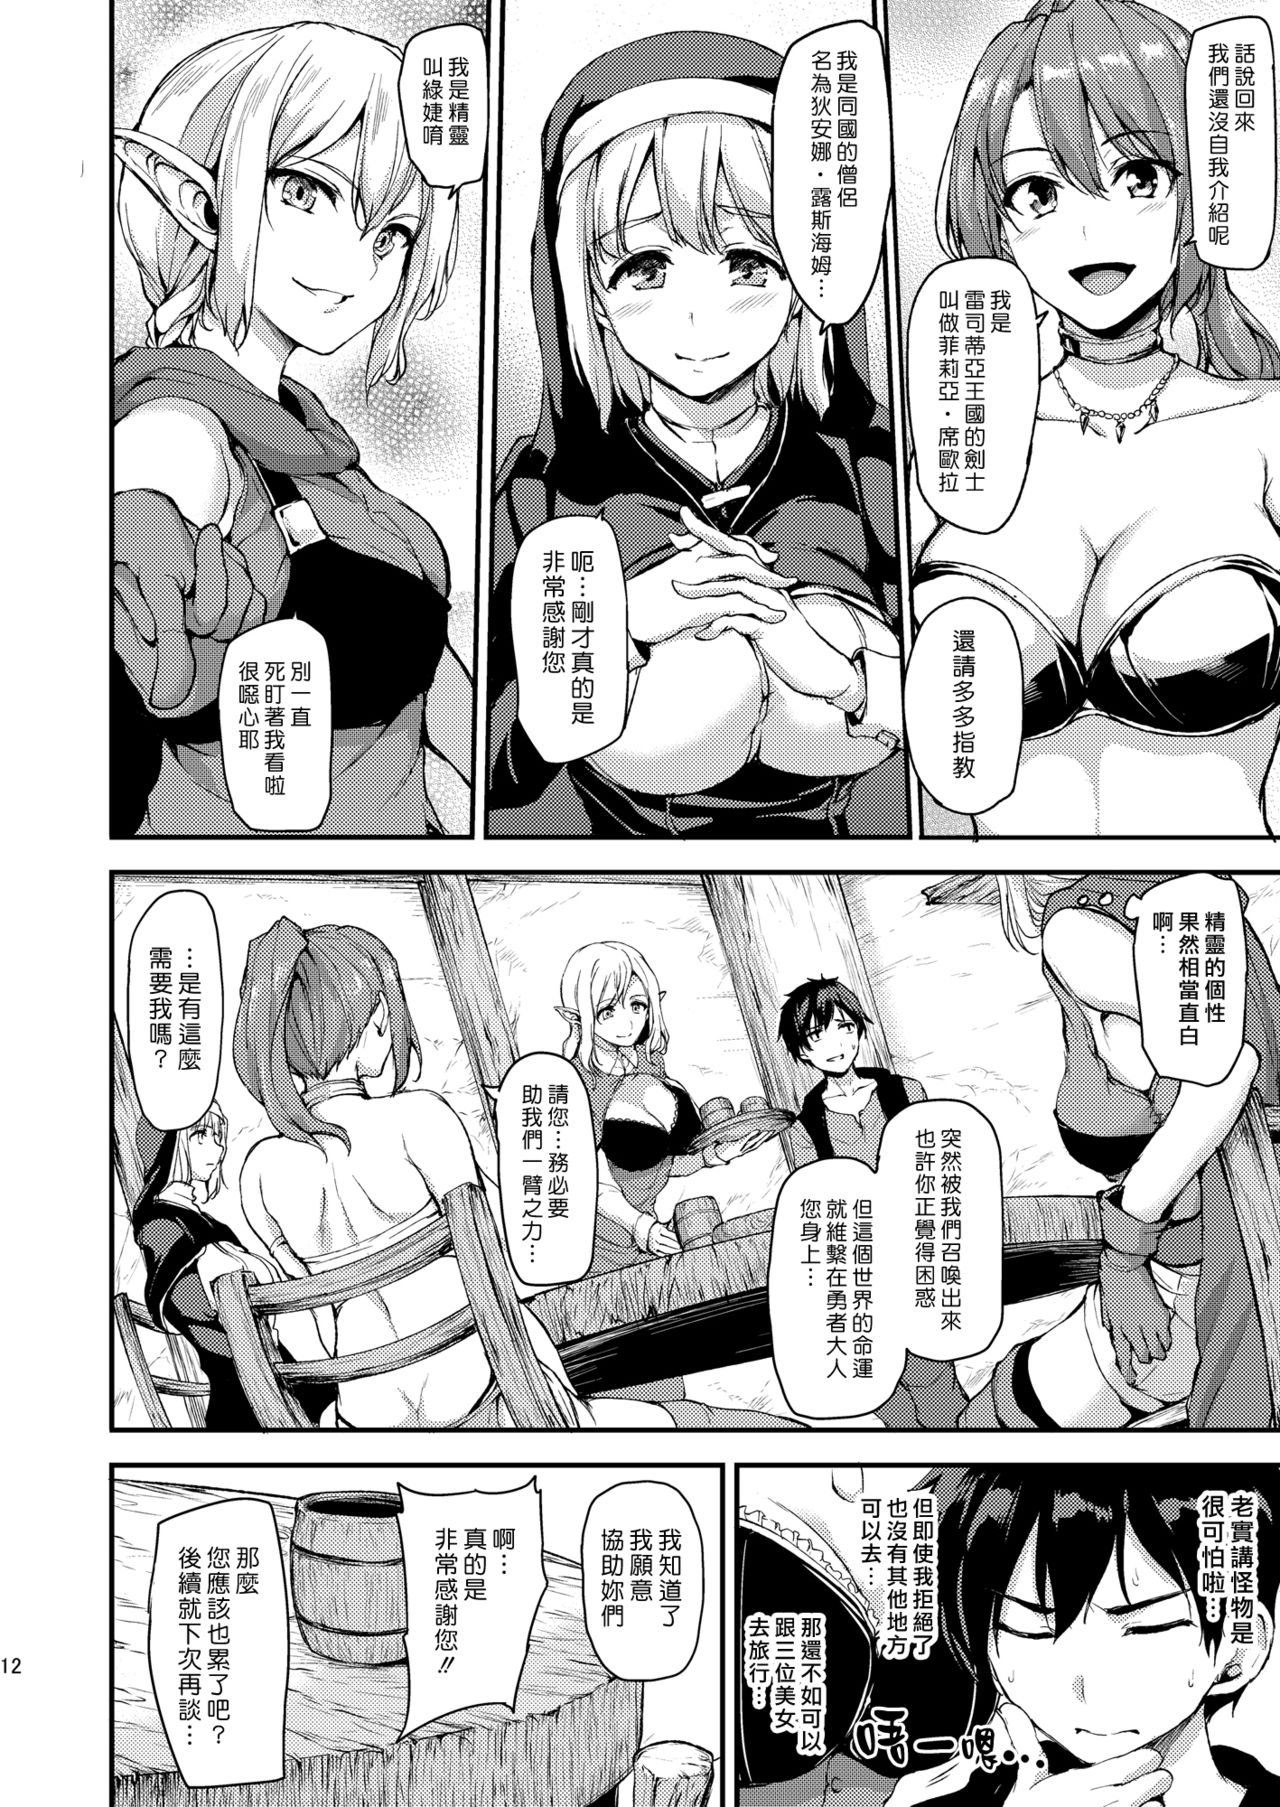 話說回來
我們還沒自我介紹呢
我是
雷司蒂亞王國的劍士
叫做菲莉亞・席歐拉
還請多多指教
我是同國的僧侶
名為狄安娜・露斯海姆…
呃…剛才真的是
非常感謝您
我是精靈
叫綠婕唷
別一直
死盯著我看啦
很噁心耶
精靈的個性
果然相當直白
啊…
突然被我們召喚出來
也許你正覺得困惑
但這個世界的命運
就維繫在勇者大人
您身上…
請您…務必要
助我們一臂之力…
…是有這麼
需要我嗎？
老實講怪物是
很可怕啦…
但即使我拒絕了
也沒有其他地方
可以去…
那還不如可以
跟三位美女
去旅行…
唔一嗯…
我知道了
我願意
協助妳們
啊…
真的是
非常感謝您!!
那麼
您應該也累了吧？
後續就下次再談…
12